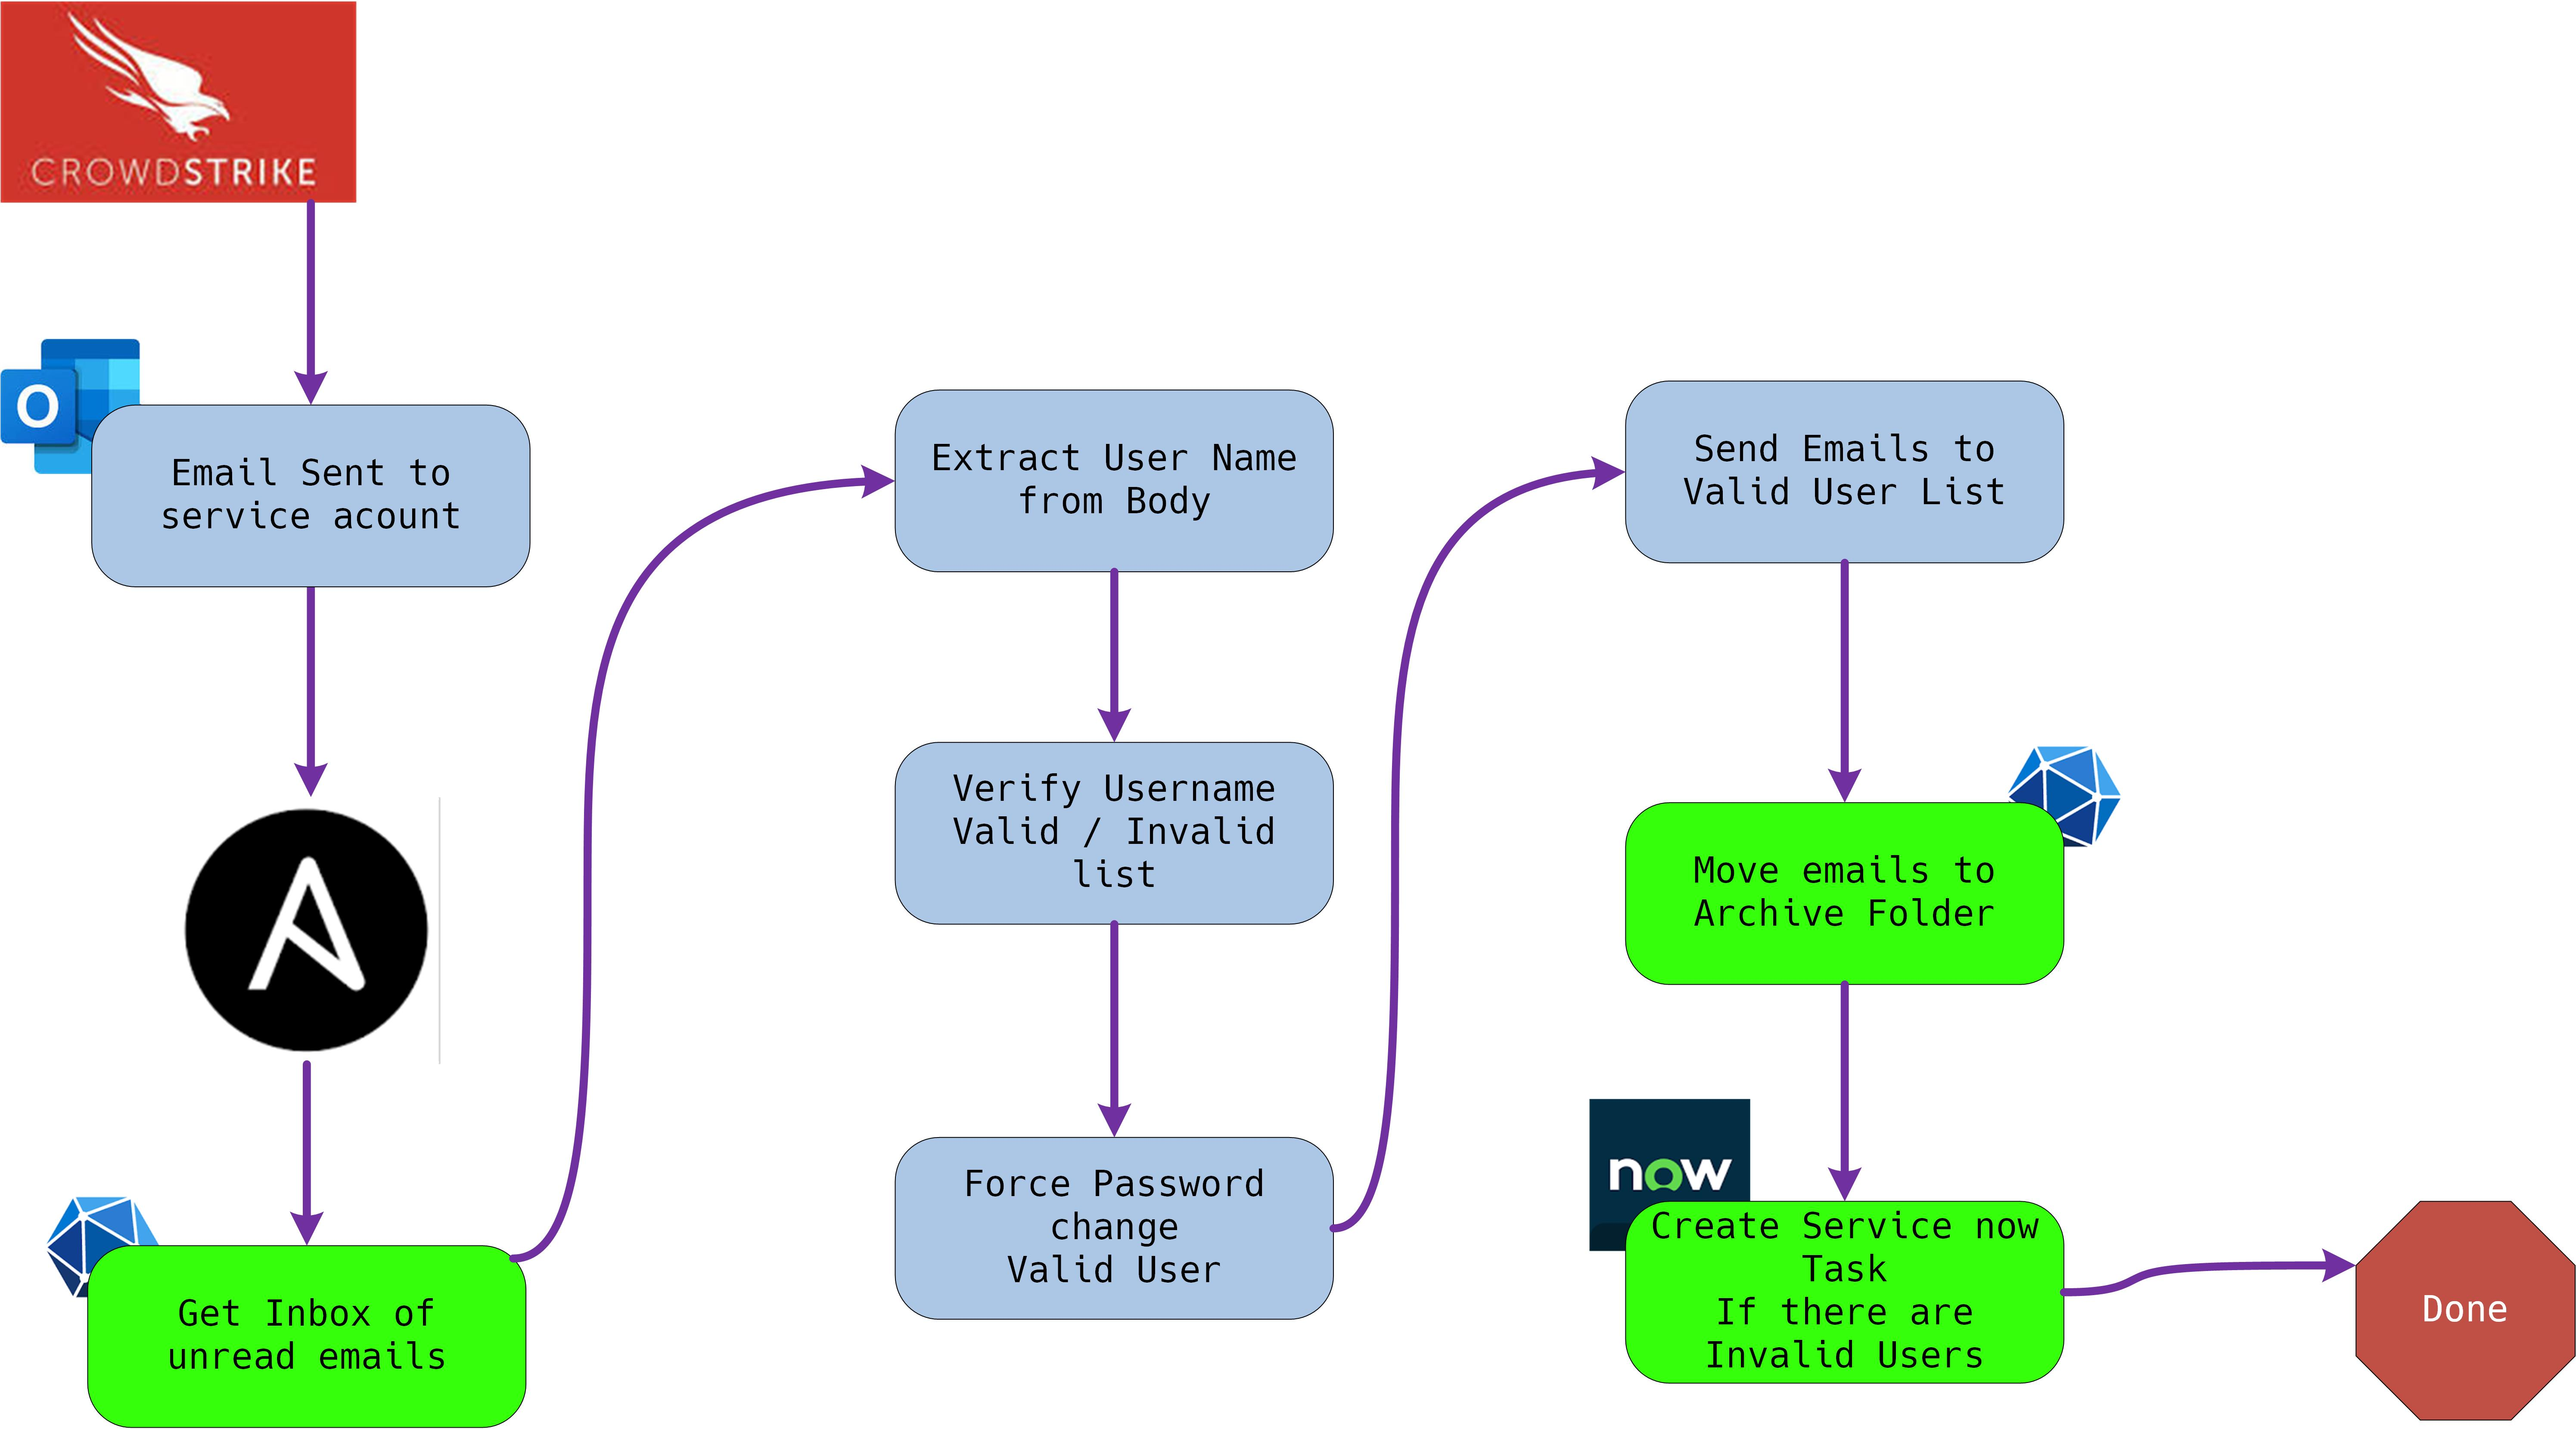 CROWDSTRIKE
O
Email Sent to
service acount
Get Inbox of
unread emails
Extract User Name
from Body
Verify Username
Valid / Invalid
list
Force Password
change
Valid User
Send Emails to
Valid User List
Move emails to
Archive Folder
now
Create Service now
Task
If there are
Invalid Users
Done